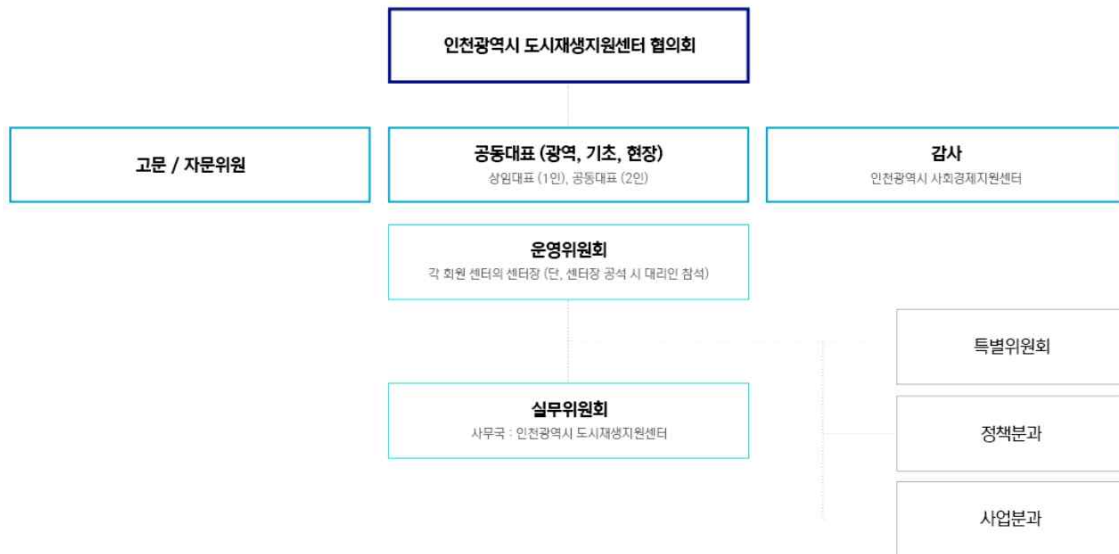 인천광역시 도시재생지원센터 협의회
고문 / 자문위원
공동대표 (광역, 기초, 현장)
상임대표 (1인), 공동대표 (2인)
감사
인천광역시 사회경제지원센터
운영위원회
각 회원 센터의 센터장 (단, 센터장 공석 시 대리인 참석)
특별위원회
실무위원회
사무국 : 인천광역시 도시재생지원센터
정책분과
사업분과